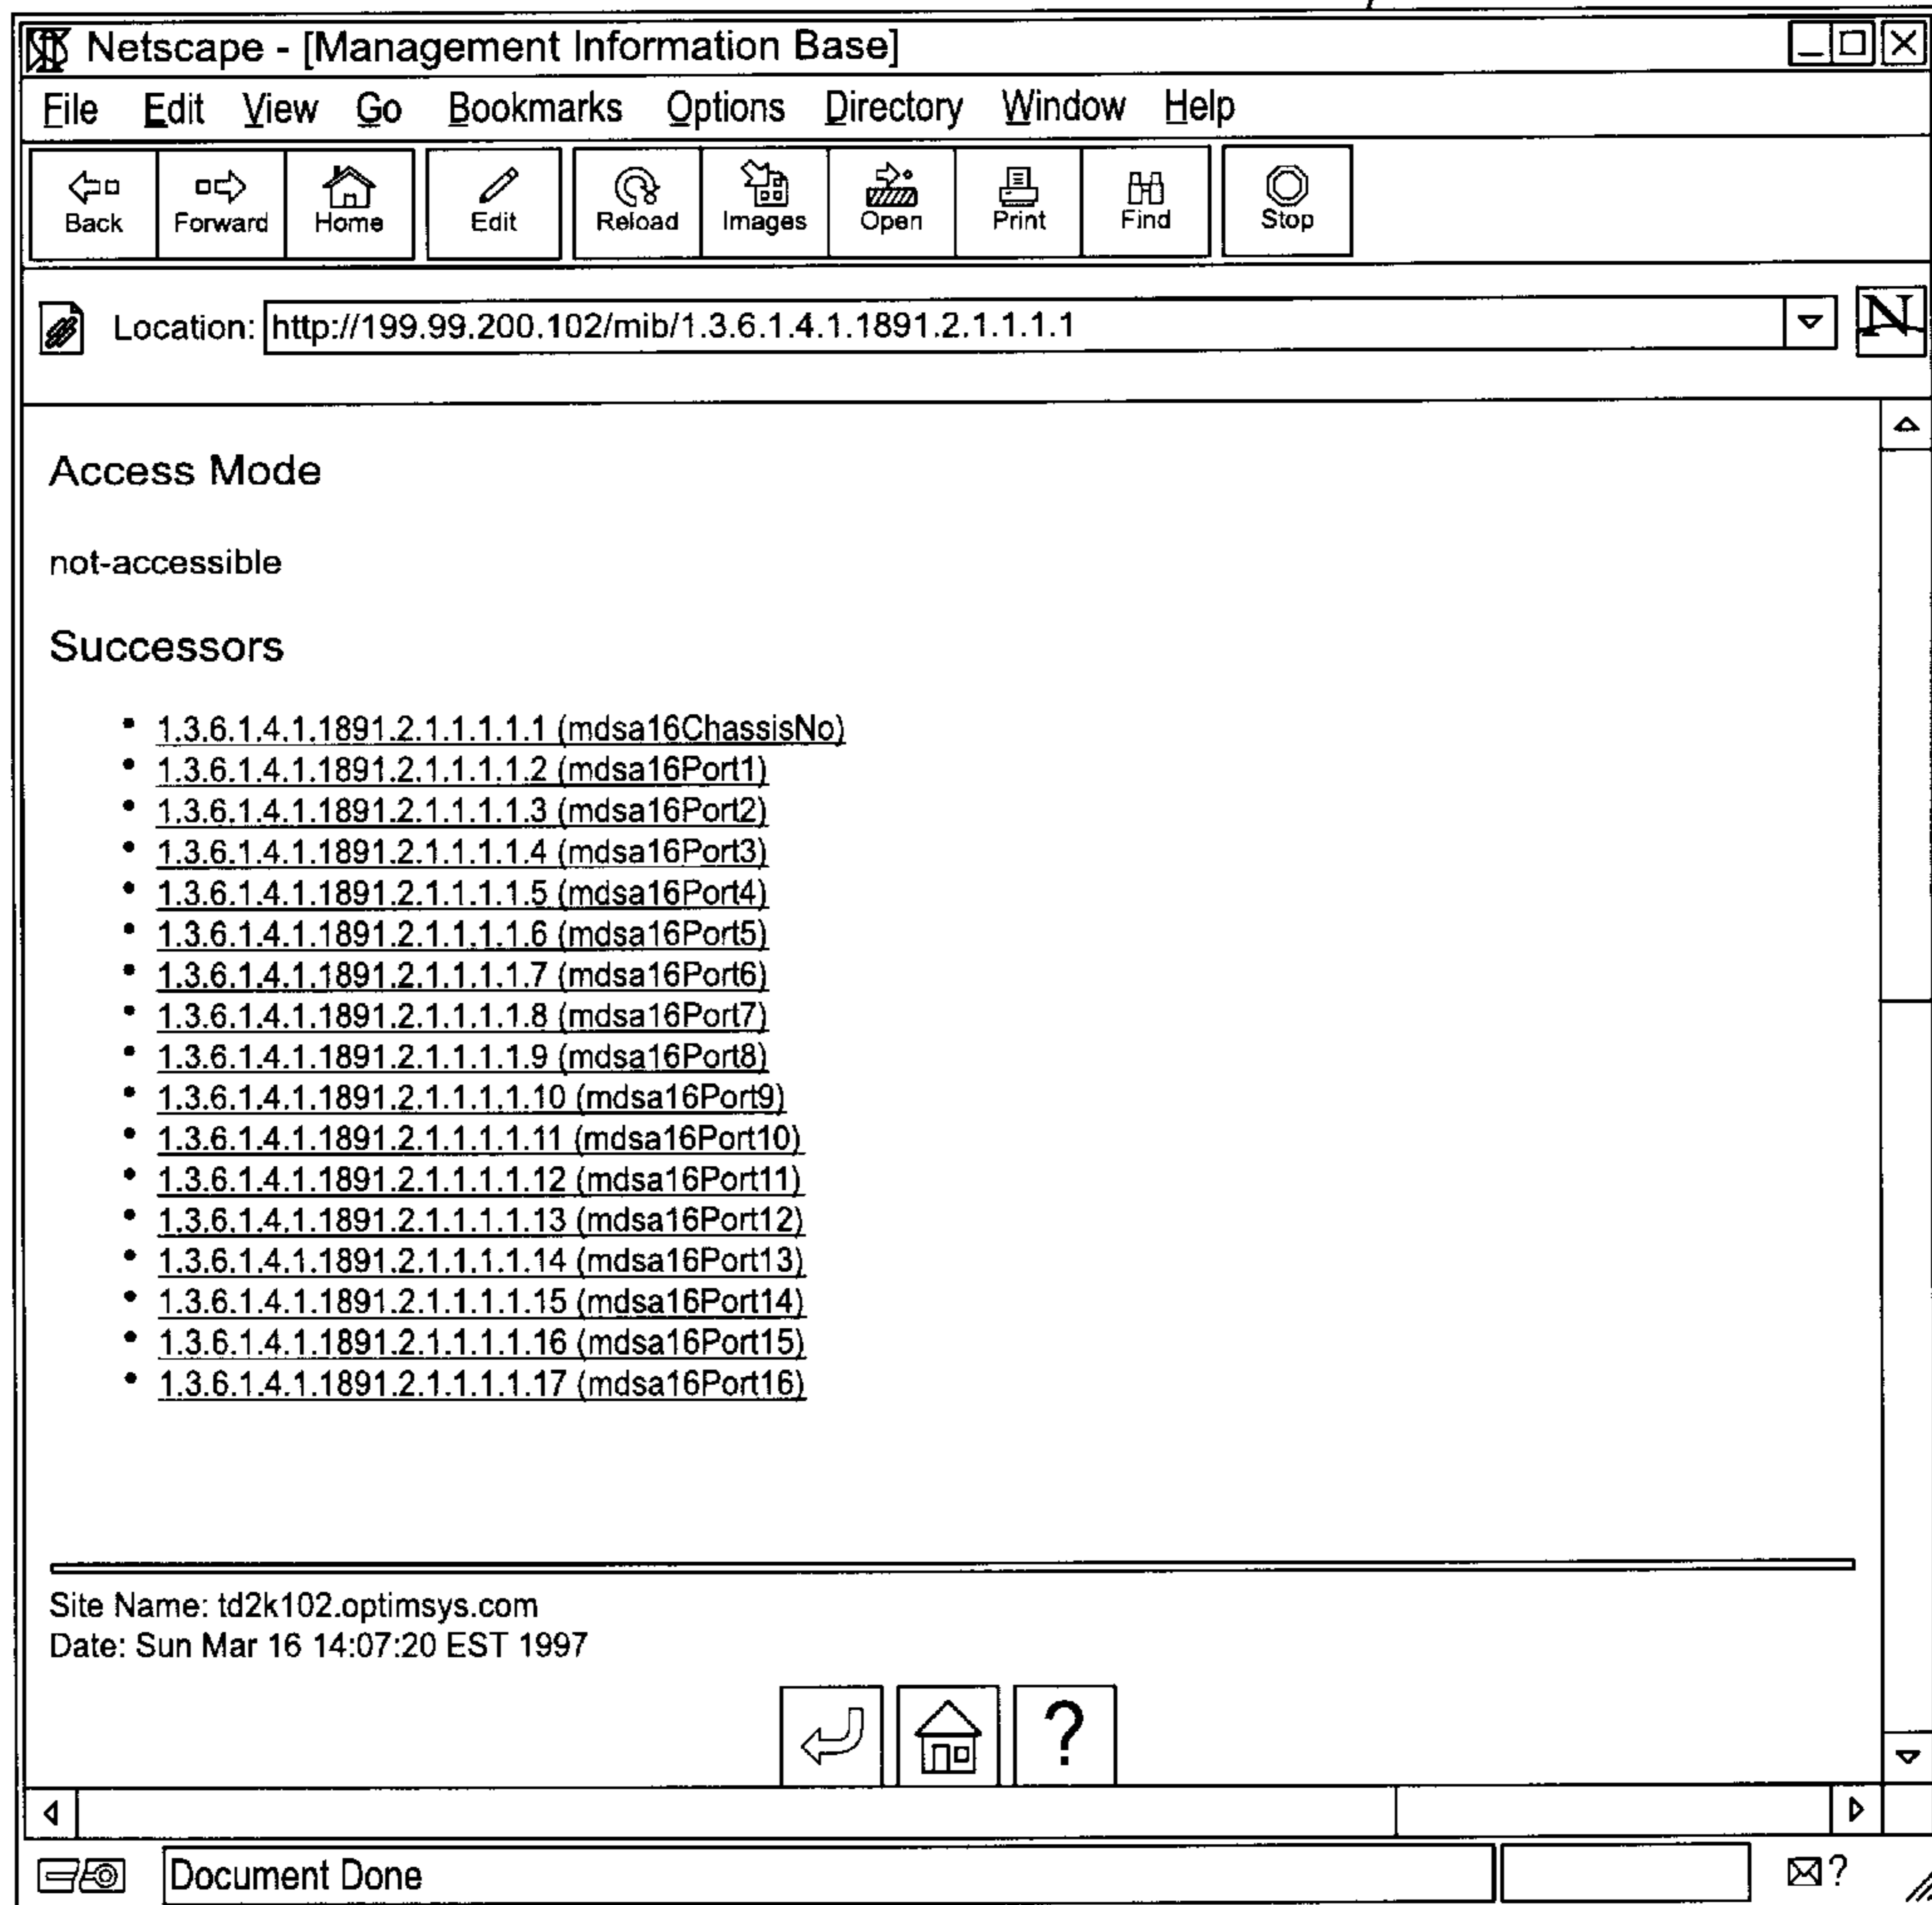 Netscape - [Management Information Base]
File Edit View Go Bookmarks Options Directory Window Help
Back Forward Home Edit Reload Images Open Print Find Stop
Location: http://199.99.200.102/mib/1.3.6.1.4.1.1891.2.1.1.1.1
N
Access Mode
not-accessible
Successors
• 1.3.6.1.4.1.1891.2.1.1.1.1.1 (mdsa16ChassisNo)
• 1.3.6.1.4.1.1891.2.1.1.1.1.2 (mdsa16Port1)
• 1.3.6.1.4.1.1891.2.1.1.1.1.3 (mdsa16Port2)
• 1.3.6.1.4.1.1891.2.1.1.1.1.4 (mdsa16Port3)
• 1.3.6.1.4.1.1891.2.1.1.1.1.5 (mdsa16Port4)
• 1.3.6.1.4.1.1891.2.1.1.1.1.6 (mdsa16Port5)
• 1.3.6.1.4.1.1891.2.1.1.1.1.7 (mdsa16Port6)
• 1.3.6.1.4.1.1891.2.1.1.1.1.8 (mdsa16Port7)
• 1.3.6.1.4.1.1891.2.1.1.1.1.9 (mdsa16Port8)
• 1.3.6.1.4.1.1891.2.1.1.1.1.10 (mdsa16Port9)
• 1.3.6.1.4.1.1891.2.1.1.1.1.11 (mdsa16Port10)
• 1.3.6.1.4.1.1891.2.1.1.1.1.12 (mdsa16Port11)
• 1.3.6.1.4.1.1891.2.1.1.1.1.13 (mdsa16Port12)
• 1.3.6.1.4.1.1891.2.1.1.1.1.14 (mdsa16Port13)
• 1.3.6.1.4.1.1891.2.1.1.1.1.15 (mdsa16Port14)
• 1.3.6.1.4.1.1891.2.1.1.1.1.16 (mdsa16Port15)
• 1.3.6.1.4.1.1891.2.1.1.1.1.17 (mdsa16Port16)
Site Name: td2k102.optimsys.com
Date: Sun Mar 16 14:07:20 EST 1997
?
Document Done
?